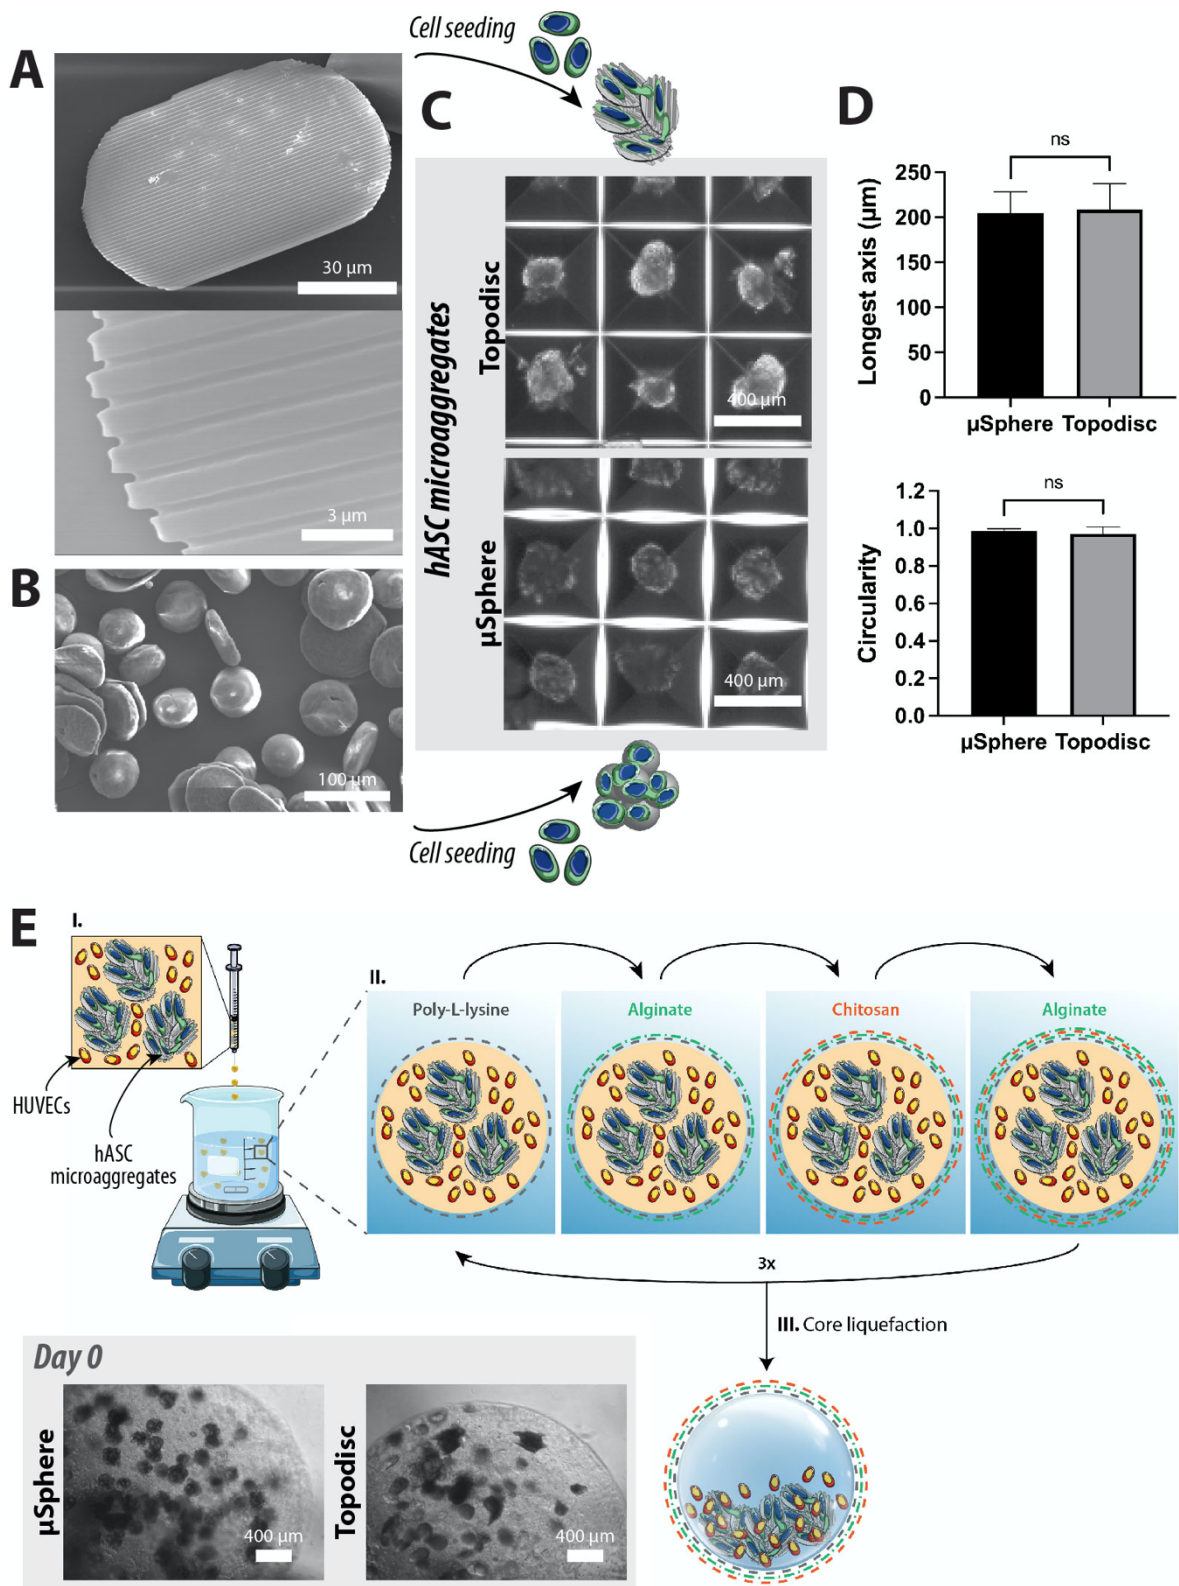 A
30 µm
3 µm
B
100 µm
Cell seeding
C
hASC microaggregates
Topodisc
400 µm
µSphere
400 µm
Cell seeding
D
ns
Longest axis (µm)
250
200
150
100
50
0
µSphere Topodisc
ns
Circularity
1.2
1.0
0.8
0.6
0.4
0.2
0.0
µSphere Topodisc
E
I.
HUVECs
hASC
microaggregates
II.
Poly-L-lysine
Alginate
Chitosan
Alginate
3x
III. Core liquefaction
Day 0
µSphere
400 µm
Topodisc
400 µm